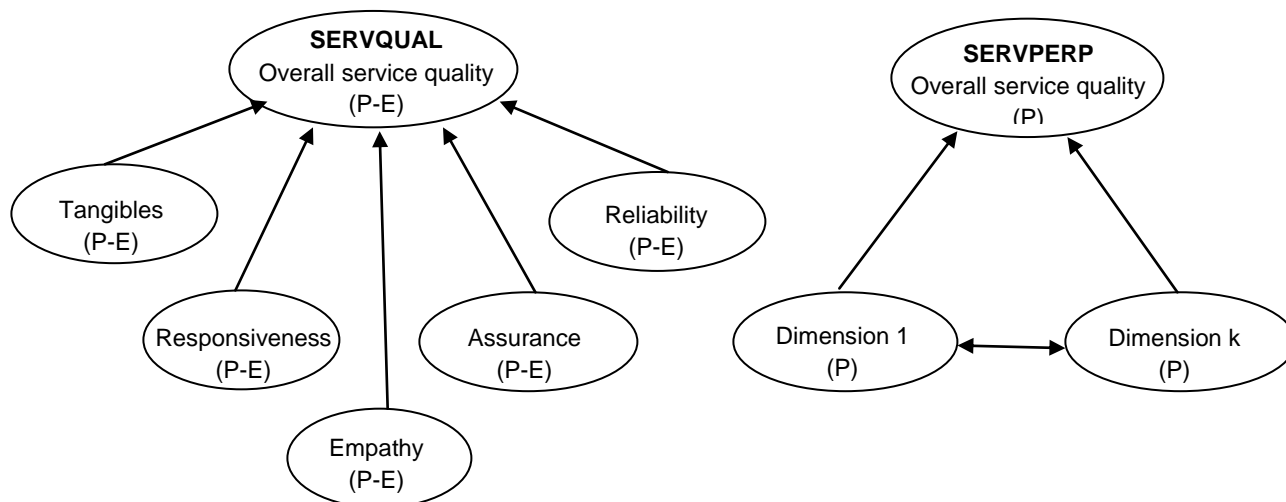 SERVQUAL
Overall service quality
(P-E)
Tangibles
(P-E)
Responsiveness
(P-E)
Empathy
(P-E)
Assurance
(P-E)
Reliability
(P-E)
SERVPERP
Overall service quality
(P)
Dimension 1
(P)
Dimension k
(P)